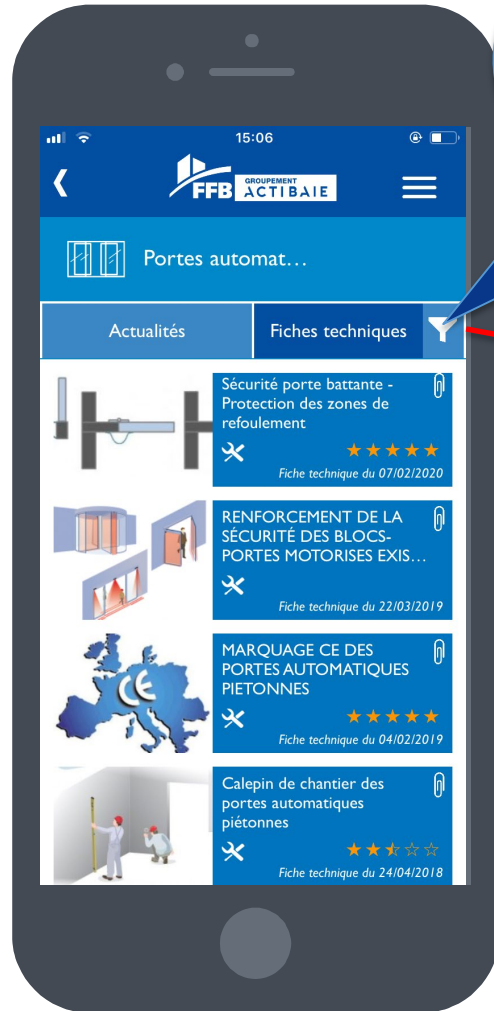 15:06
FFB GROUPEMENT
ACTIBAIE
Portes automat...
Actualités
Fiches techniques
Sécurité porte battante -
Protection des zones de
refoulement
Fiche technique du 07/02/2020
RENFORCEMENT DE LA
SÉCURITÉ DES BLOCS-
PORTES MOTORISES EXIS...
Fiche technique du 22/03/2019
MARQUAGE CE DES
PORTES AUTOMATIQUES
PIETONNES
Fiche technique du 04/02/2019
CE
Calepin de chantier des
portes automatiques
piétonnes
Fiche technique du 24/04/2018